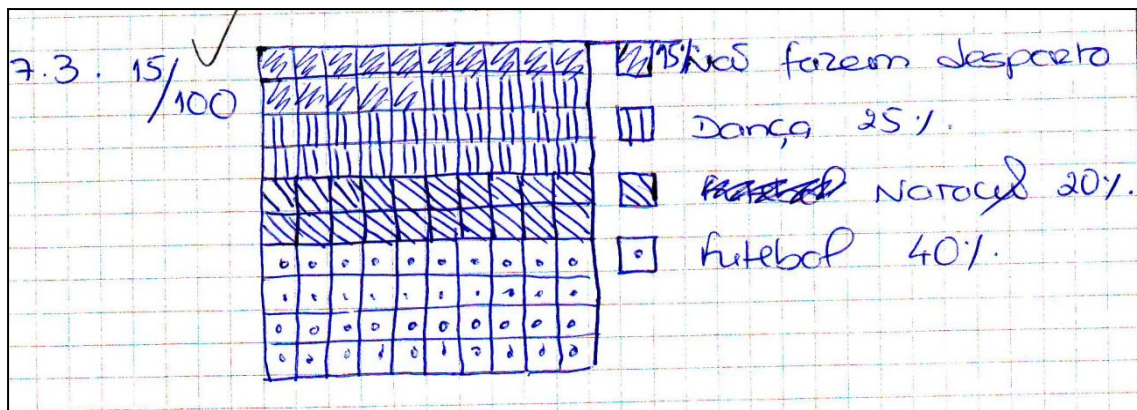 7.3. 15/100
15% Não fazem desporto
Dança 25%.
Natação 20%.
futebol 40%.